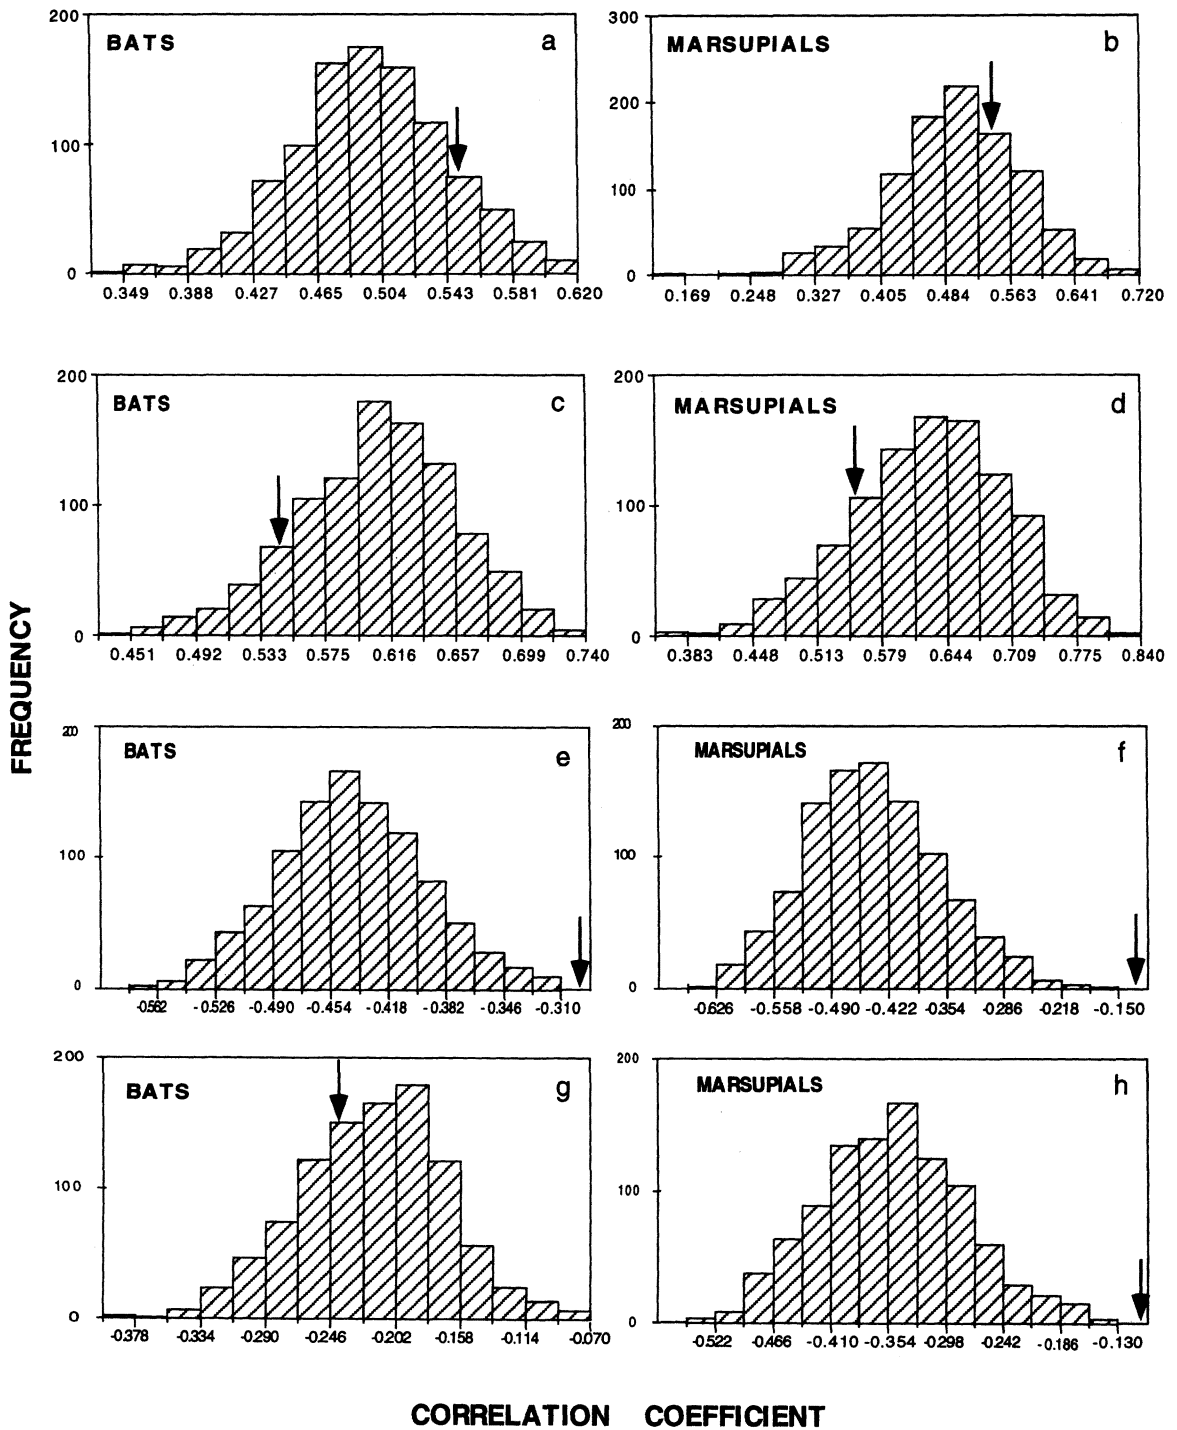 BATS a
200
100
0
0.349 0.388 0.427 0.465 0.504 0.543 0.581 0.620
MARSUPIALS b
300
200
100
0
0.169 0.248 0.327 0.405 0.484 0.563 0.641 0.720
BATS c
200
100
0
0.451 0.492 0.533 0.575 0.616 0.657 0.699 0.740
MARSUPIALS d
200
100
0
0.383 0.448 0.513 0.579 0.644 0.709 0.775 0.840
FREQUENCY
BATS e
200
100
0
-0.562 -0.526 -0.490 -0.454 -0.418 -0.382 -0.346 -0.310
MARSUPIALS f
200
100
0
-0.626 -0.558 -0.490 -0.422 -0.354 -0.286 -0.218 -0.150
BATS g
200
100
0
-0.378 -0.334 -0.290 -0.246 -0.202 -0.158 -0.114 -0.070
MARSUPIALS h
200
100
0
-0.522 -0.466 -0.410 -0.354 -0.298 -0.242 -0.186 -0.130
CORRELATION COEFFICIENT